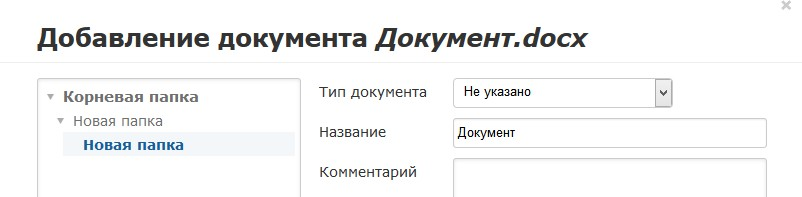 Добавление документа Документ.docx
Корневая папка
Новая папка
Новая папка
Тип документа
Не указано
Название
Документ
Комментарий